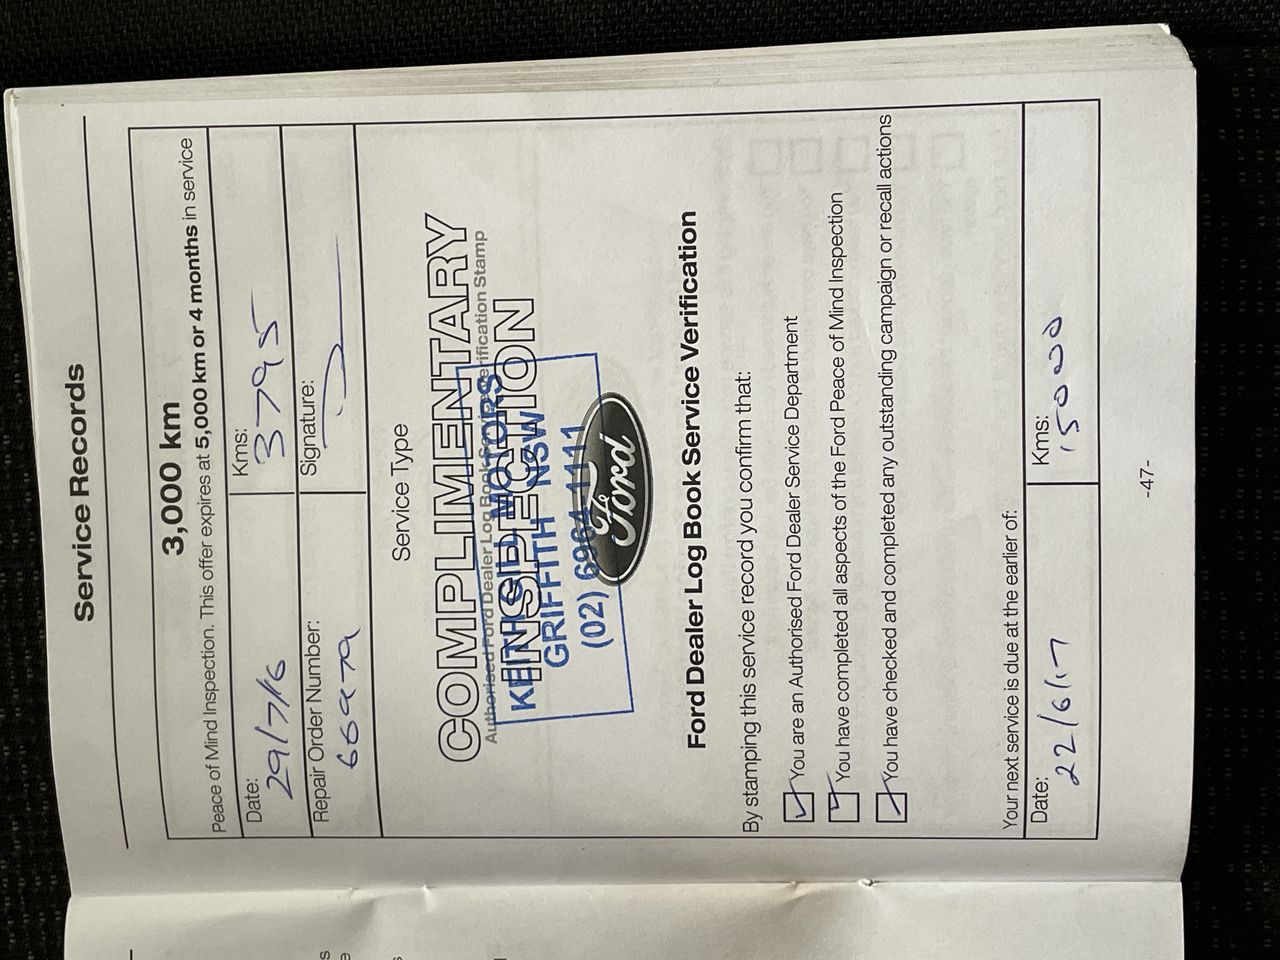 Service Records
3,000 km
Peace of Mind Inspection. This offer expires at 5,000 km or 4 months in service
Date: 29/7/16 Kms: 3795
Repair Order Number: 66979 Signature:
Service Type
COMPLIMENTARY
Authorised Ford Dealer Log Book Service Verification Stamp
INSPECTION
KEITH SIL MOTORS
GRIFFITH NSW
(02) 6964 1111
Ford
Ford Dealer Log Book Service Verification
By stamping this service record you confirm that:
You are an Authorised Ford Dealer Service Department
You have completed all aspects of the Ford Peace of Mind Inspection
You have checked and completed any outstanding campaign or recall actions
Your next service is due at the earlier of:
Date: 22/6/17 Kms: 15000
-47-